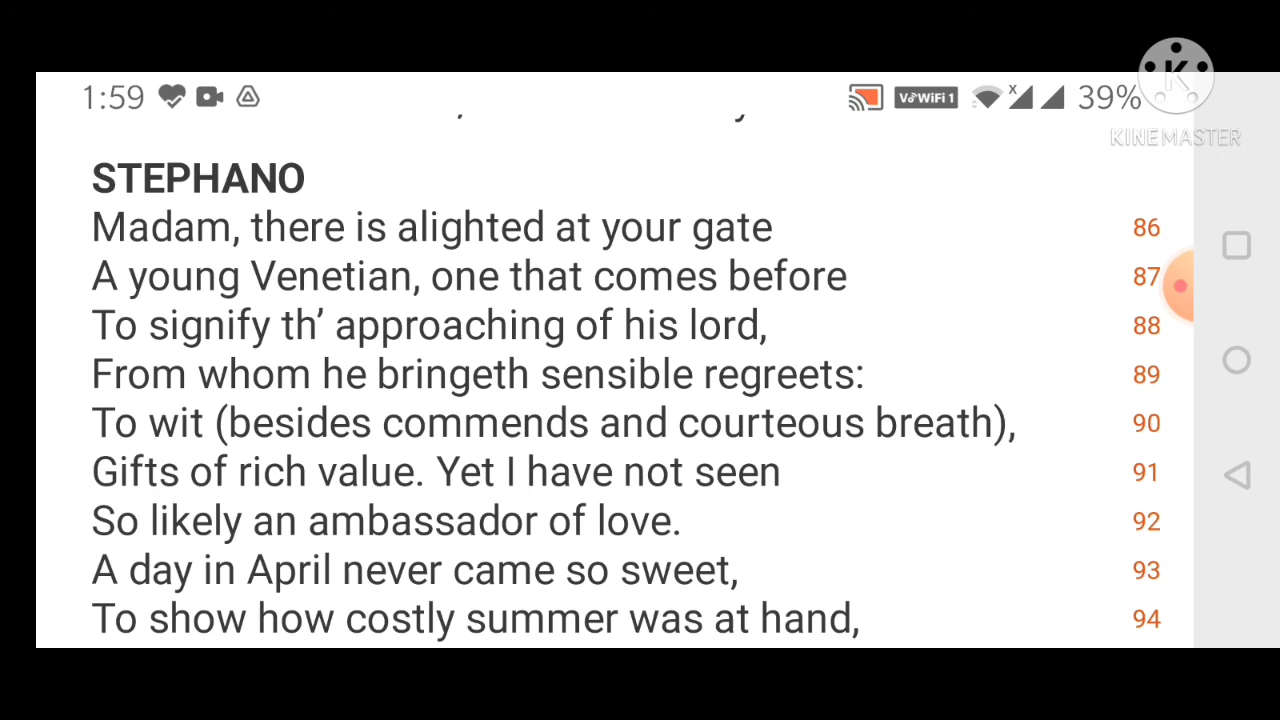 1:59
Vo WiFi 1
x
39%
K
KINEMASTER
STEPHANO
Madam, there is alighted at your gate 86
A young Venetian, one that comes before 87
To signify th’ approaching of his lord, 88
From whom he bringeth sensible regreets: 89
To wit (besides commends and courteous breath), 90
Gifts of rich value. Yet I have not seen 91
So likely an ambassador of love. 92
A day in April never came so sweet, 93
To show how costly summer was at hand, 94